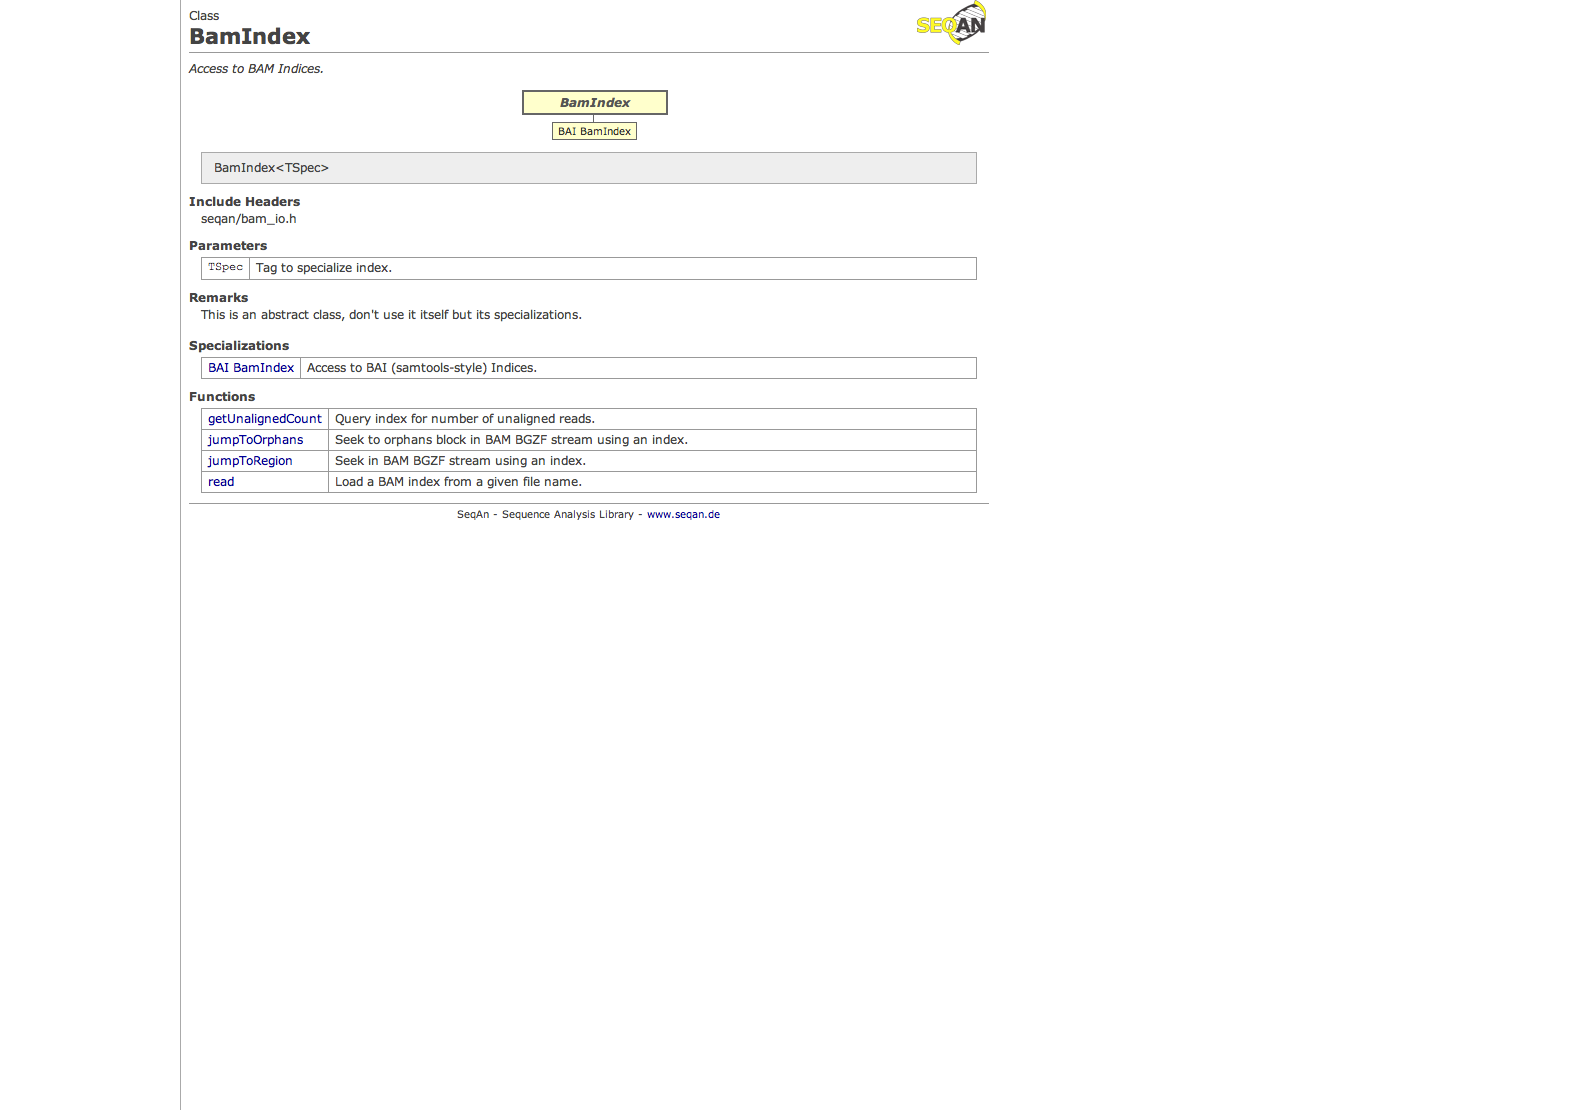 Class
BamIndex
SEQAN
Access to BAM Indices.
BamIndex
BAI BamIndex
BamIndex<TSpec>
Include Headers
seqan/bam_io.h
Parameters
TSpec Tag to specialize index.
Remarks
This is an abstract class, don't use it itself but its specializations.
Specializations
BAI BamIndex Access to BAI (samtools-style) Indices.
Functions
getUnalignedCount Query index for number of unaligned reads.
jumpToOrphans Seek to orphans block in BAM BGZF stream using an index.
jumpToRegion Seek in BAM BGZF stream using an index.
read Load a BAM index from a given file name.
SeqAn - Sequence Analysis Library - www.seqan.de